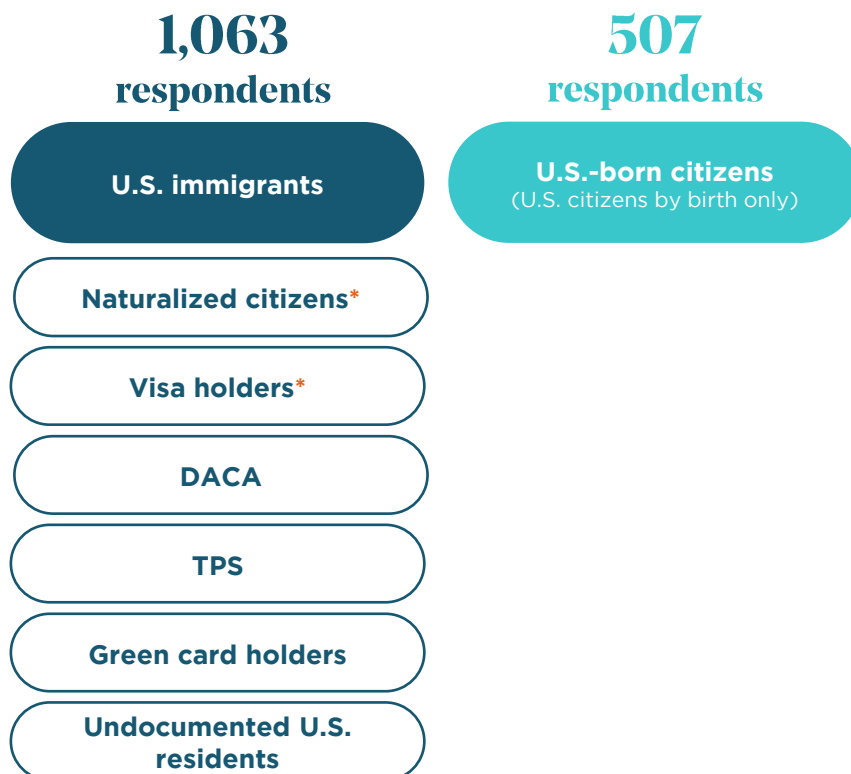 1,063
respondents
U.S. immigrants
Naturalized citizens*
Visa holders*
DACA
TPS
Green card holders
Undocumented U.S.
residents
507
respondents
U.S.-born citizens
(U.S. citizens by birth only)